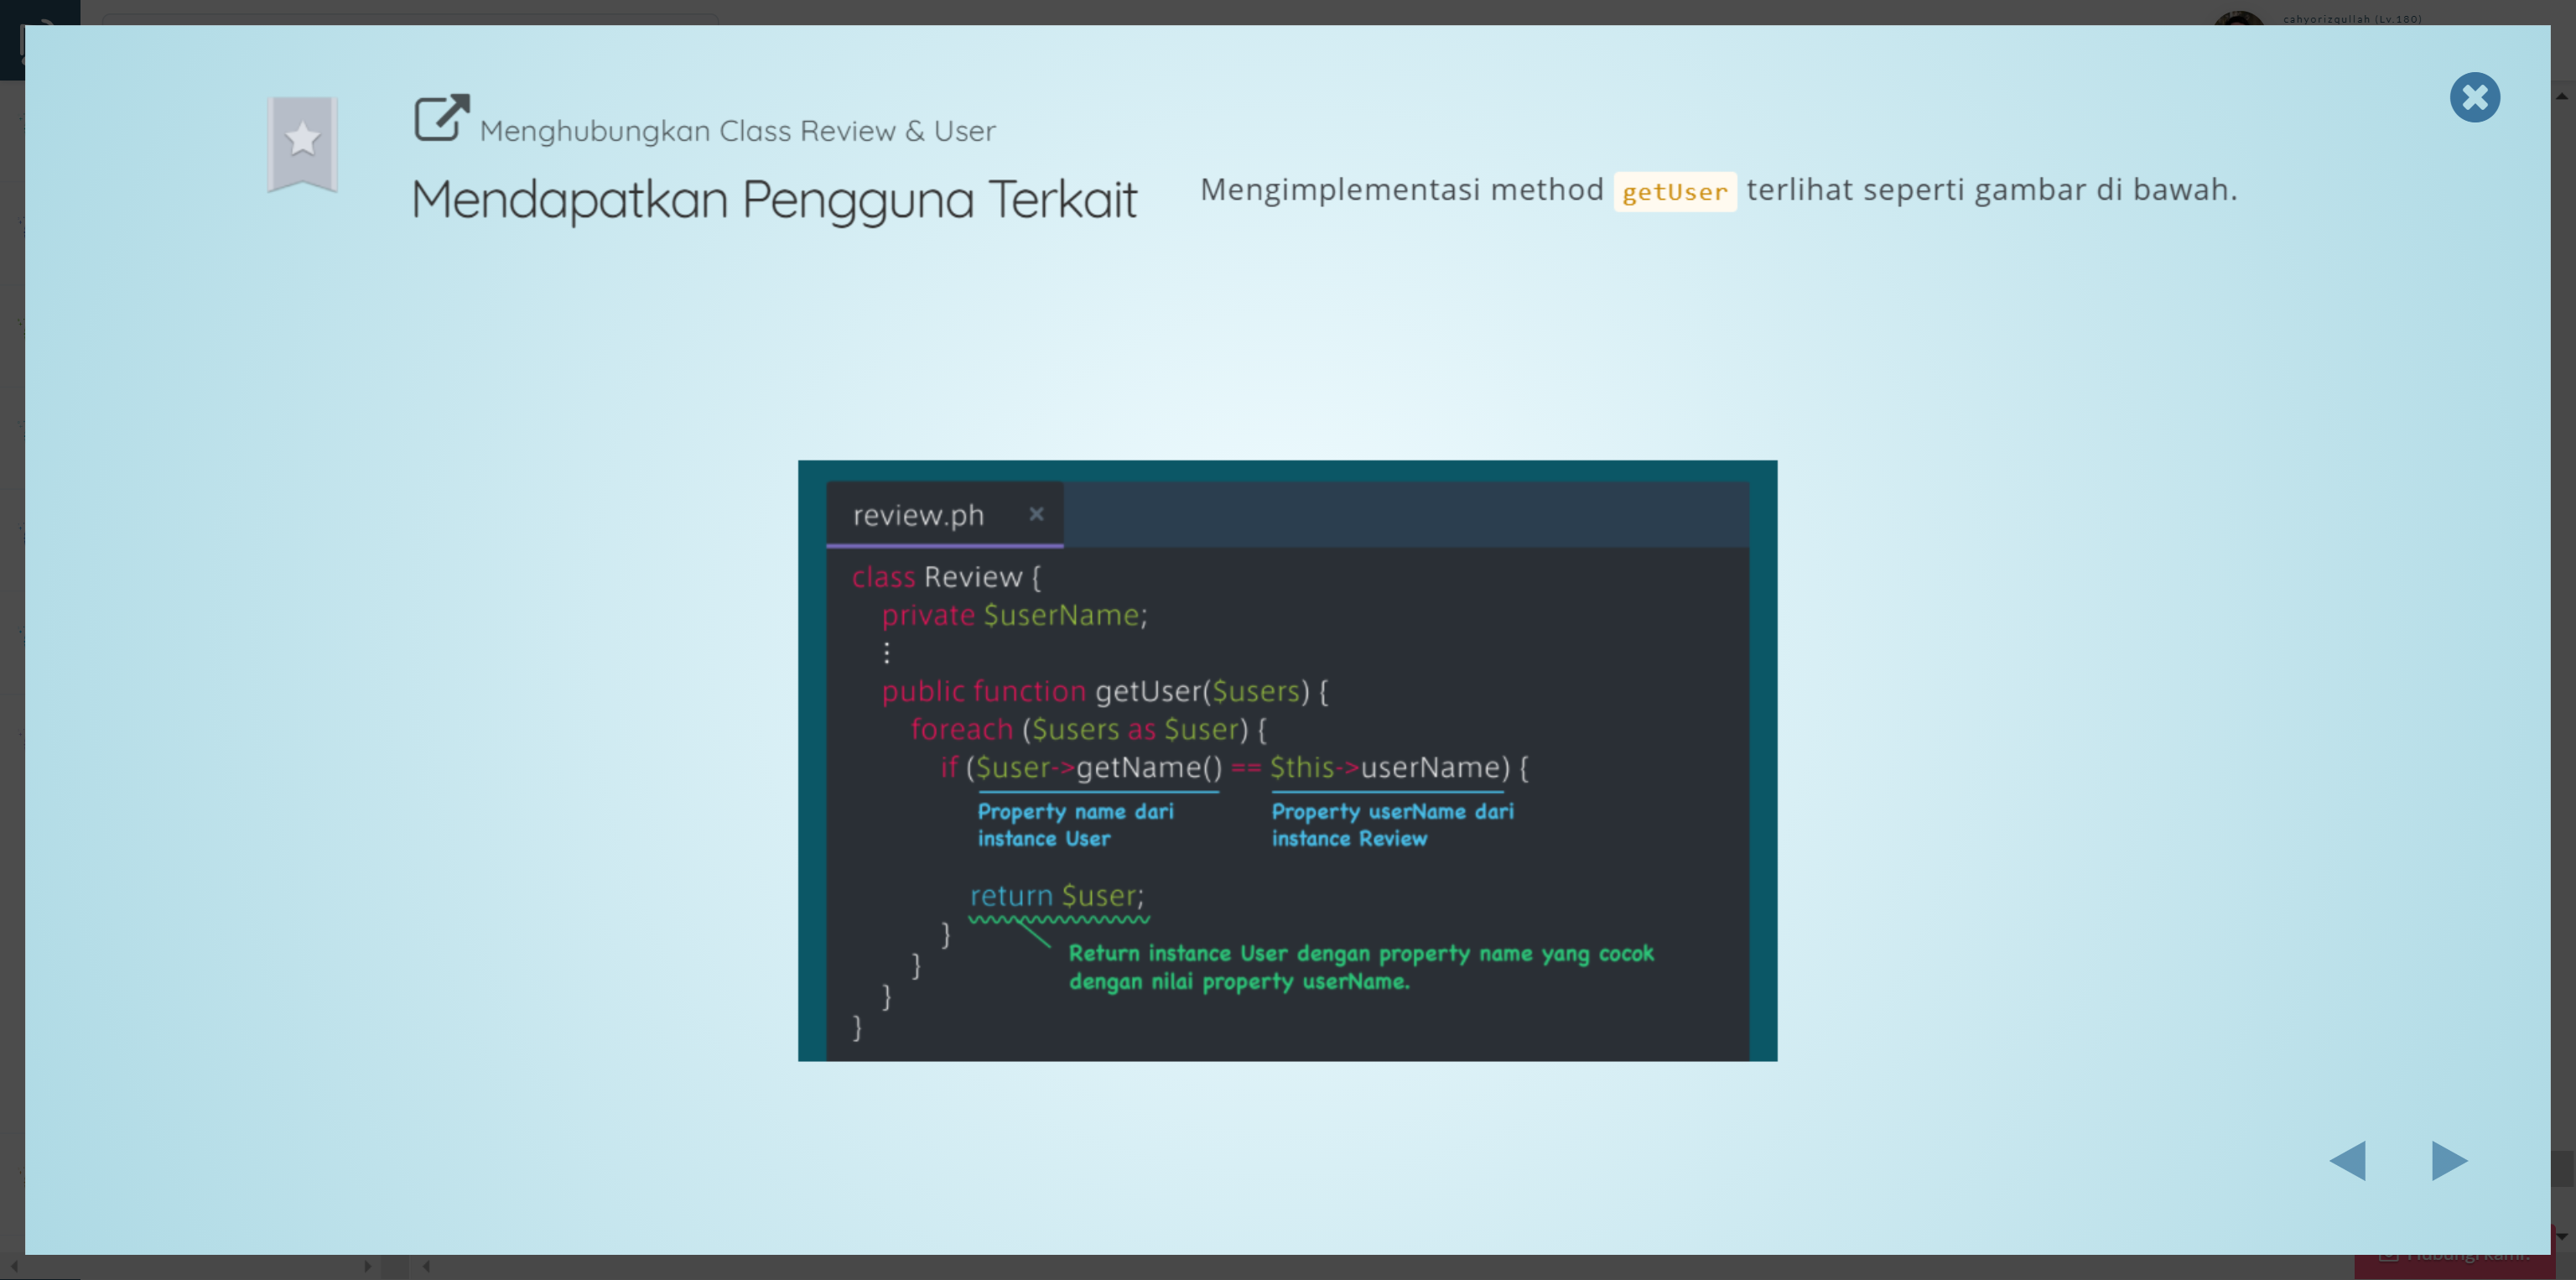 cahyorizqullah (Lv.180)
Menghubungkan Class Review & User
Mendapatkan Pengguna Terkait
Mengimplementasi method getUser terlihat seperti gambar di bawah.
review.ph ×
class Review {
private $userName;
⋮
public function getUser($users) {
foreach ($users as $user) {
if ($user->getName() == $this->userName) {
Property name dari
instance User
Property userName dari
instance Review
return $user;
}
Return instance User dengan property name yang cocok
dengan nilai property userName.
}
}
}